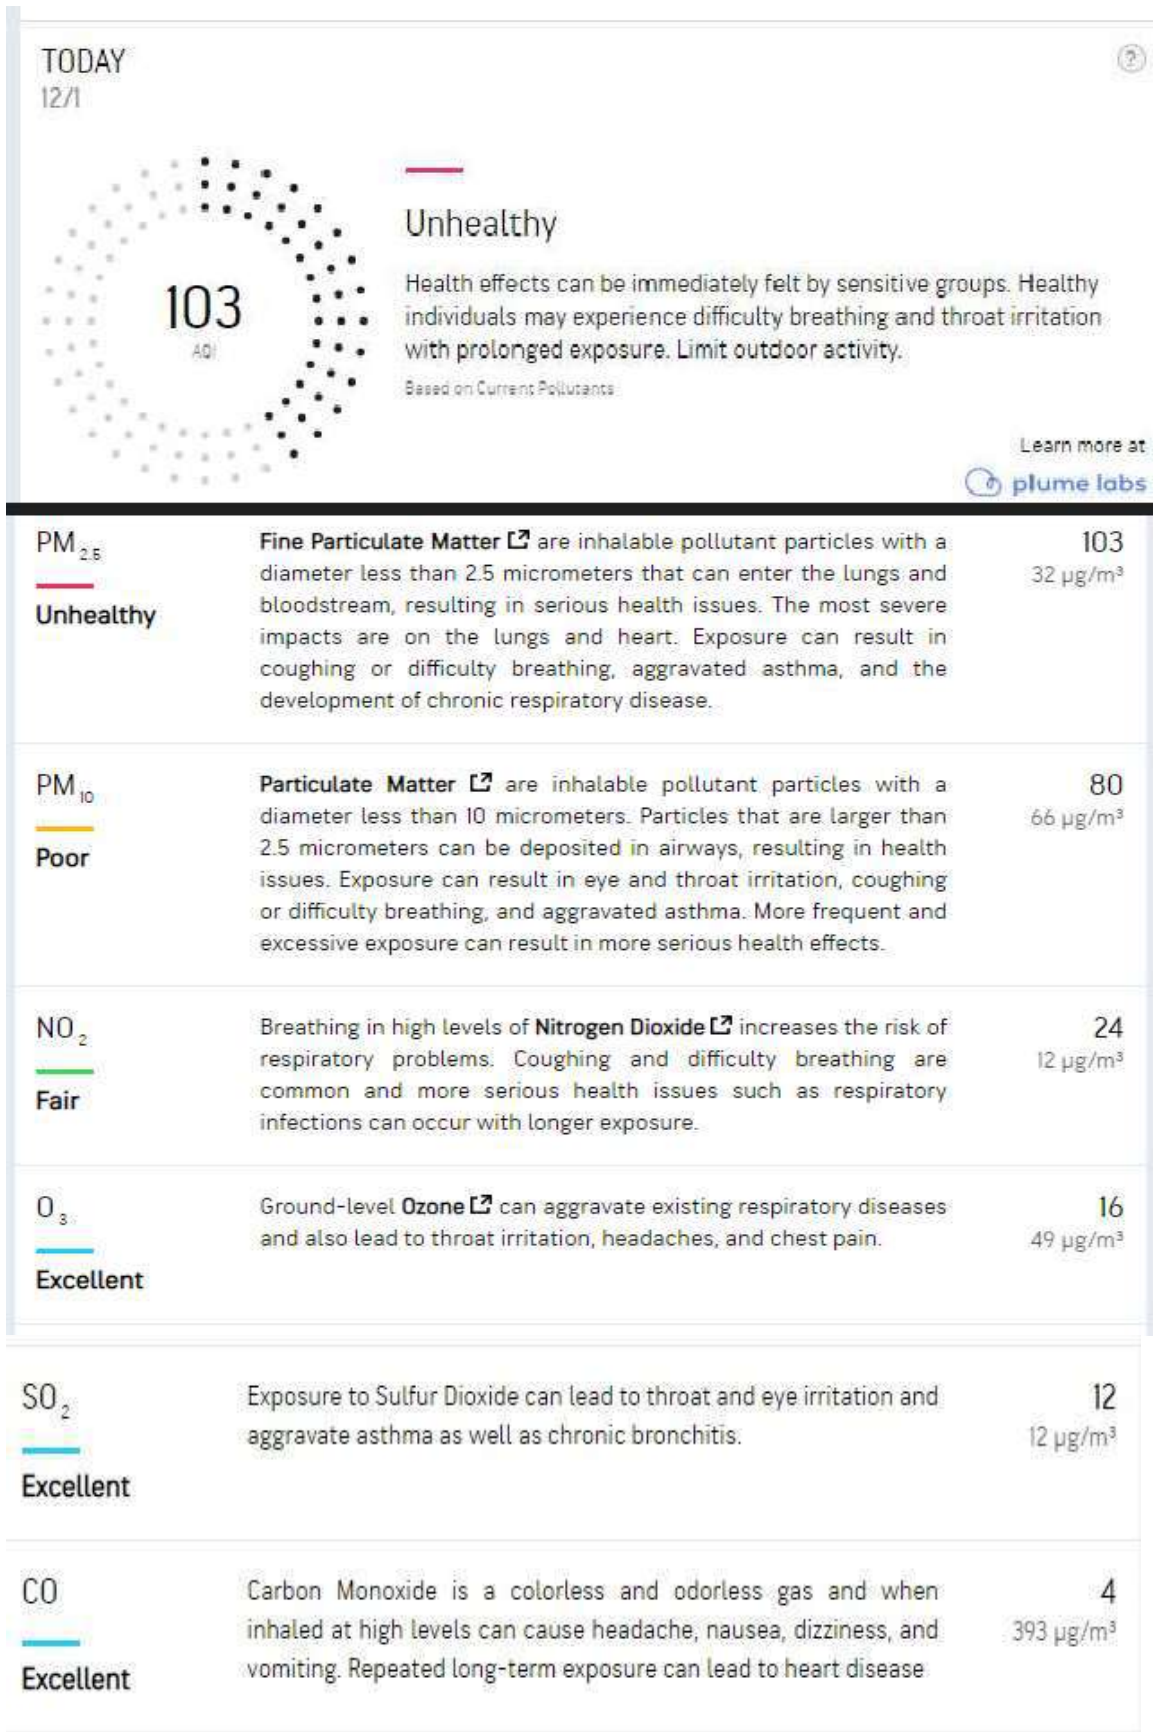 TODAY
12/1
103
AQI
Unhealthy
Health effects can be immediately felt by sensitive groups. Healthy
individuals may experience difficulty breathing and throat irritation
with prolonged exposure. Limit outdoor activity.
Based on Current Pollutants
Learn more at
plume labs
PM 2.5
Unhealthy
Fine Particulate Matter are inhalable pollutant particles with a
diameter less than 2.5 micrometers that can enter the lungs and
bloodstream, resulting in serious health issues. The most severe
impacts are on the lungs and heart. Exposure can result in
coughing or difficulty breathing, aggravated asthma, and the
development of chronic respiratory disease.
103
32 µg/m³
PM 10
Poor
Particulate Matter are inhalable pollutant particles with a
diameter less than 10 micrometers. Particles that are larger than
2.5 micrometers can be deposited in airways, resulting in health
issues. Exposure can result in eye and throat irritation, coughing
or difficulty breathing, and aggravated asthma. More frequent and
excessive exposure can result in more serious health effects.
80
66 µg/m³
NO 2
Fair
Breathing in high levels of Nitrogen Dioxide increases the risk of
respiratory problems. Coughing and difficulty breathing are
common and more serious health issues such as respiratory
infections can occur with longer exposure.
24
12 µg/m³
O 3
Excellent
Ground-level Ozone can aggravate existing respiratory diseases
and also lead to throat irritation, headaches, and chest pain.
16
49 µg/m³
SO 2
Excellent
Exposure to Sulfur Dioxide can lead to throat and eye irritation and
aggravate asthma as well as chronic bronchitis.
12
12 µg/m³
CO
Excellent
Carbon Monoxide is a colorless and odorless gas and when
inhaled at high levels can cause headache, nausea, dizziness, and
vomiting. Repeated long-term exposure can lead to heart disease
4
393 µg/m³